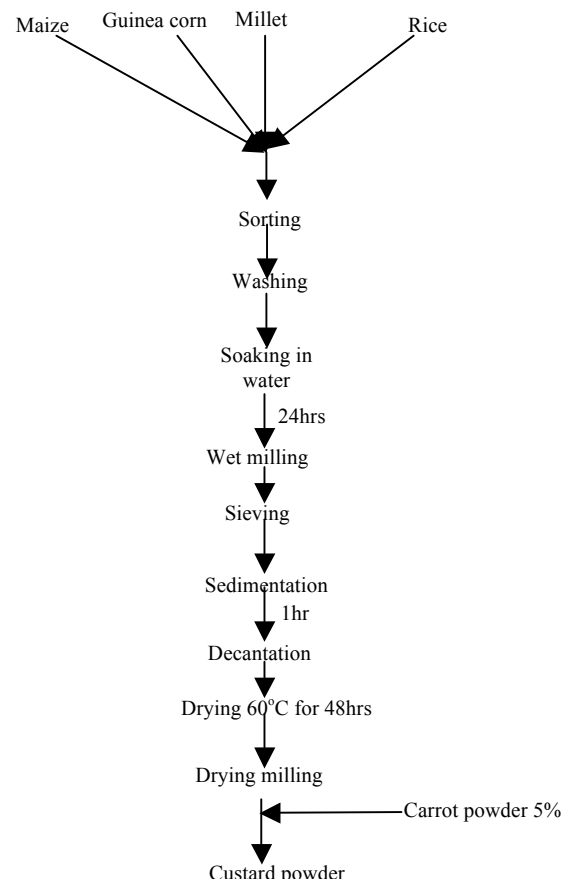 Maize Guinea corn Millet Rice
Sorting
Washing
Soaking in
water
24hrs
Wet milling
Sieving
Sedimentation
1hr
Decantation
Drying 60°C for 48hrs
Drying milling
Carrot powder 5%
Custard powder